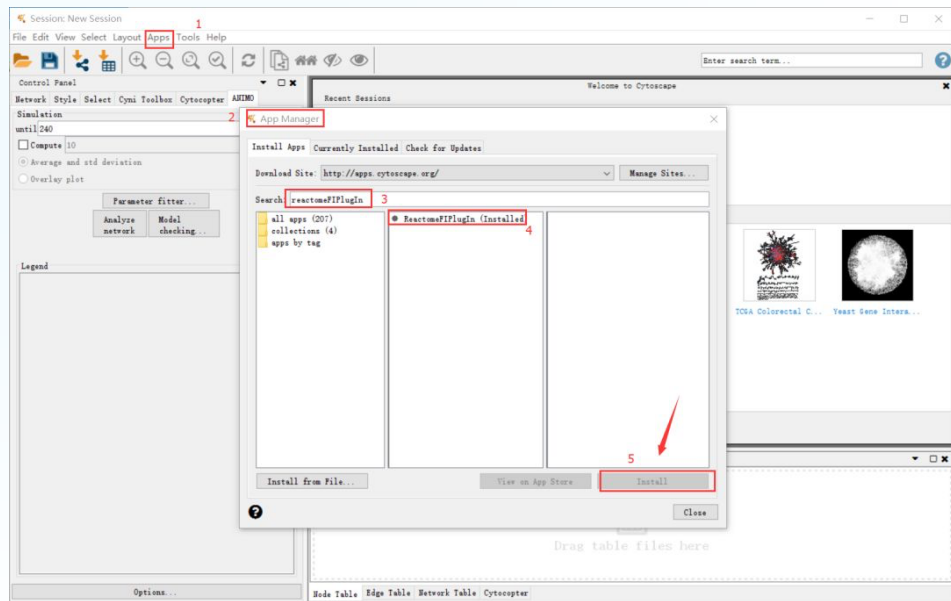 Session: New Session
1
File Edit View Select Layout Apps Tools Help
Enter search term...
Control Panel
Welcome to Cytoscape
Network Style Select Cyni Toolbox Cytocopter ANIMO
Recent Sessions
Simulation
2
App Manager
until 240
Compute 10
Install Apps Currently Installed Check for Updates
Average and std deviation
Overlay plot
Download Site: http://apps.cytoscape.org/
Manage Sites...
Parameter fitter...
Search: reactomeFIPlugIn
3
Analyze network
Model checking...
all apps (207)
collections (4)
apps by tag
ReactomeFIPlugIn (Installed
4
Legend
TCGA Colorectal C...
Yeast Gene Intera...
5
Install from File...
View on App Store
Install
Close
Drag table files here
Options...
Node Table Edge Table Network Table Cytocopter